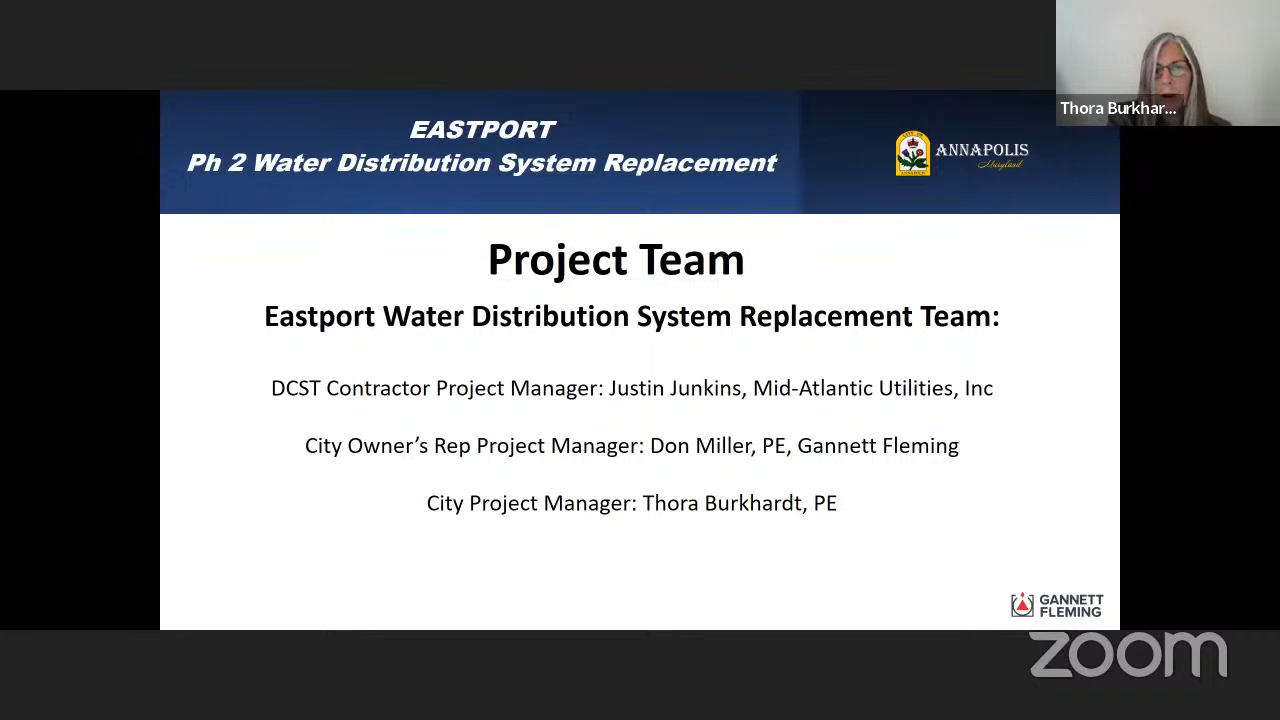 Thora Burkhar...
EASTPORT
Ph 2 Water Distribution System Replacement
ANNAPOLIS
Maryland
Project Team
Eastport Water Distribution System Replacement Team:
DCST Contractor Project Manager: Justin Junkins, Mid-Atlantic Utilities, Inc
City Owner’s Rep Project Manager: Don Miller, PE, Gannett Fleming
City Project Manager: Thora Burkhardt, PE
GANNETT
FLEMING
zoom